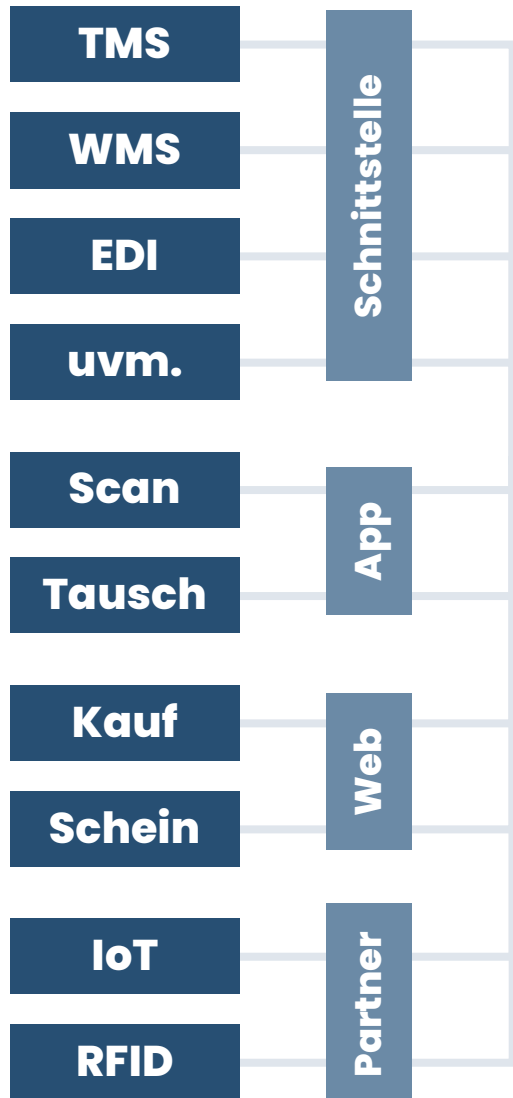 TMS
WMS
EDI
uvm.
Schnittstelle
Scan
Tausch
App
Kauf
Schein
Web
IoT
RFID
Partner